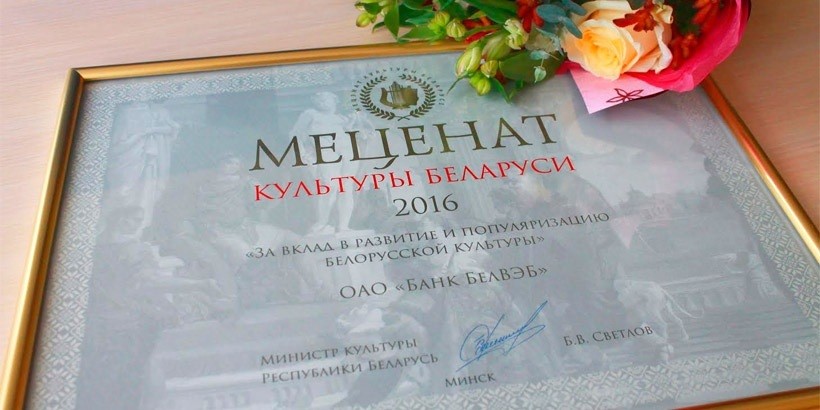 МЕЦЕНАТ
КУЛЬТУРЫ БЕЛАРУСИ
2016
«ЗА ВКЛАД В РАЗВИТИЕ И ПОПУЛЯРИЗАЦИЮ
БЕЛОРУССКОЙ КУЛЬТУРЫ»
ОАО «БАНК БЕЛВЭБ»
МИНИСТР КУЛЬТУРЫ
РЕСПУБЛИКИ БЕЛАРУСЬ
Б.В. СВЕТЛОВ
МИНСК